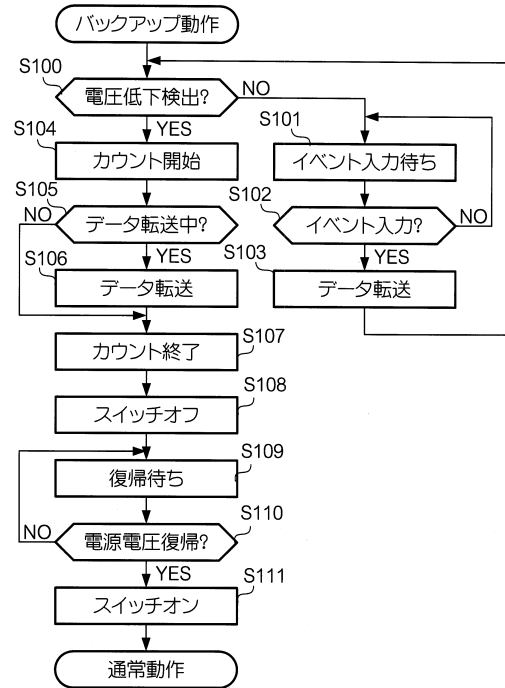 バックアップ動作
S100
電圧低下検出?
NO
YES
S104
カウント開始
S105
データ転送中?
NO
YES
S106
データ転送
カウント終了
S107
スイッチオフ
S108
復帰待ち
S109
電源電圧復帰?
S110
NO
YES
スイッチオン
S111
通常動作
S101
イベント入力待ち
S102
イベント入力?
NO
YES
S103
データ転送